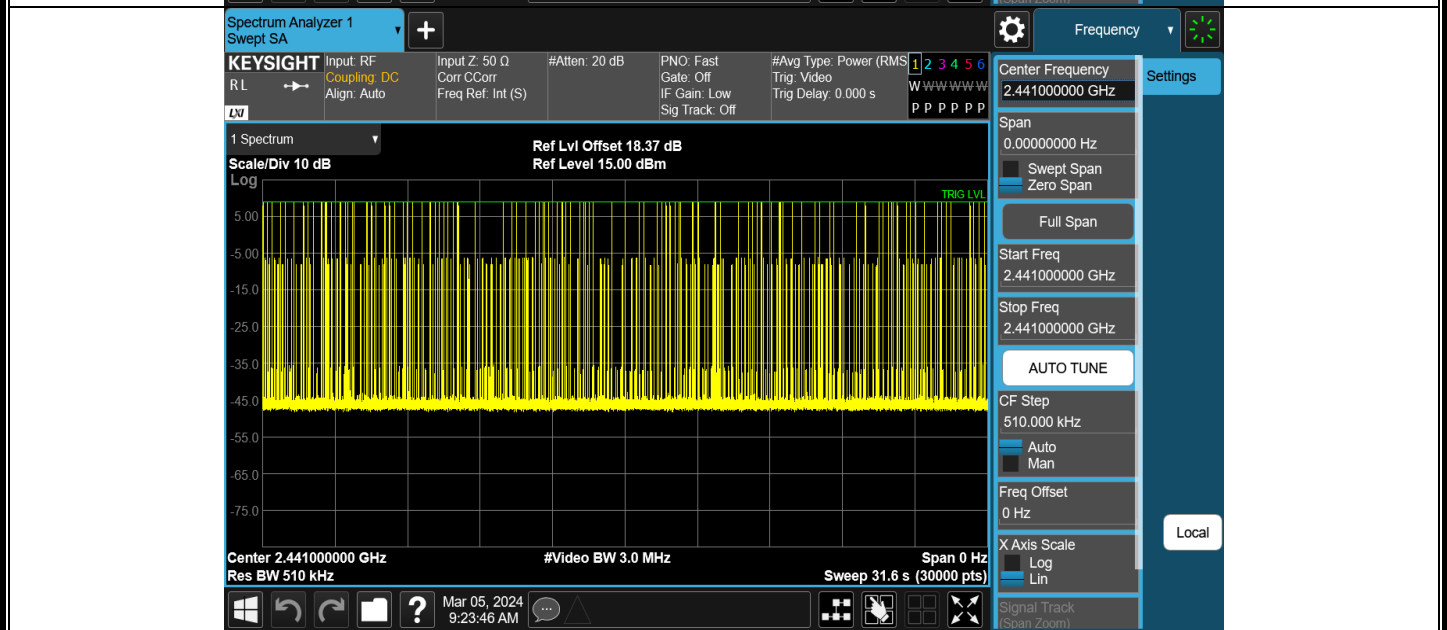 (Span Zoom)
Spectrum Analyzer 1
Swept SA
+
Frequency
KEYSIGHT
R L
LXI
Input: RF
Coupling: DC
Align: Auto
Input Z: 50 Ω
Corr CCorr
Freq Ref: Int (S)
#Atten: 20 dB
PNO: Fast
Gate: Off
IF Gain: Low
Sig Track: Off
#Avg Type: Power (RMS
Trig: Video
Trig Delay: 0.000 s
1 2 3 4 5 6
W W W W W W
P P P P P P
Center Frequency
2.441000000 GHz
Settings
Span
0.00000000 Hz
Swept Span
Zero Span
Full Span
Start Freq
2.441000000 GHz
Stop Freq
2.441000000 GHz
AUTO TUNE
CF Step
510.000 kHz
Auto
Man
Freq Offset
0 Hz
X Axis Scale
Log
Lin
Signal Track
(Span Zoom)
Local
1 Spectrum
Scale/Div 10 dB
Ref Lvl Offset 18.37 dB
Ref Level 15.00 dBm
Log
TRIG LVL
5.00
-5.00
-15.0
-25.0
-35.0
-45.0
-55.0
-65.0
-75.0
Center 2.441000000 GHz
#Video BW 3.0 MHz
Span 0 Hz
Res BW 510 kHz
Sweep 31.6 s (30000 pts)
?
Mar 05, 2024
9:23:46 AM